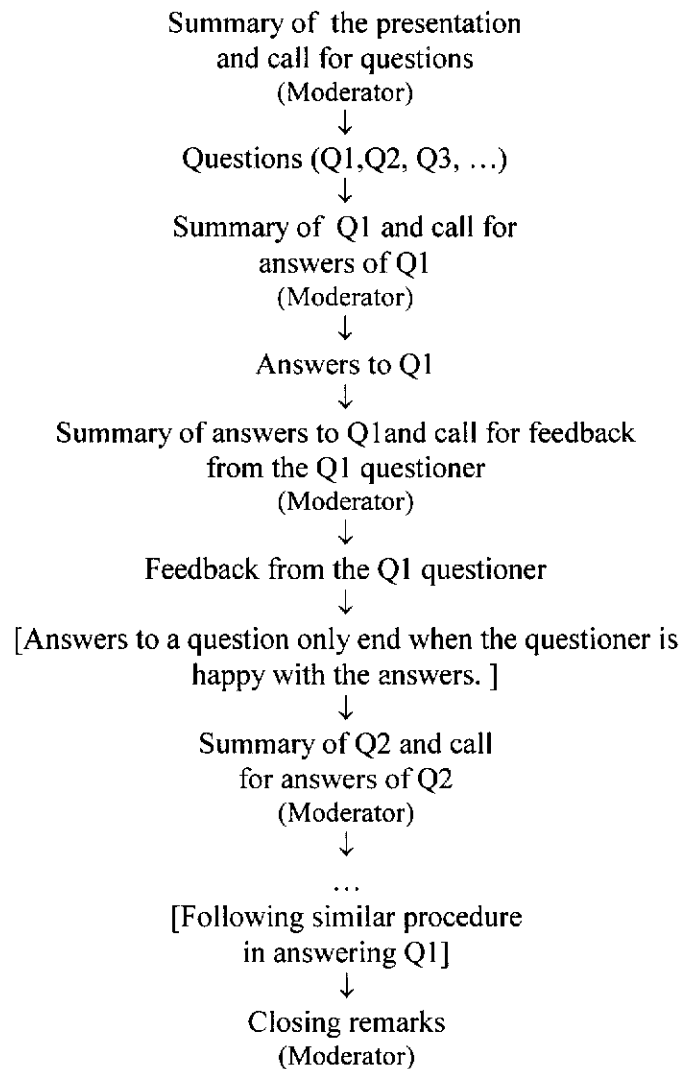 Summary of the presentation
and call for questions
(Moderator)
↓
Questions (Q1,Q2, Q3, ...)
↓
Summary of Q1 and call for
answers of Q1
(Moderator)
↓
Answers to Q1
↓
Summary of answers to Q1and call for feedback
from the Q1 questioner
(Moderator)
↓
Feedback from the Q1 questioner
↓
[Answers to a question only end when the questioner is
happy with the answers. ]
↓
Summary of Q2 and call
for answers of Q2
(Moderator)
↓
...
[Following similar procedure
in answering Q1]
↓
Closing remarks
(Moderator)